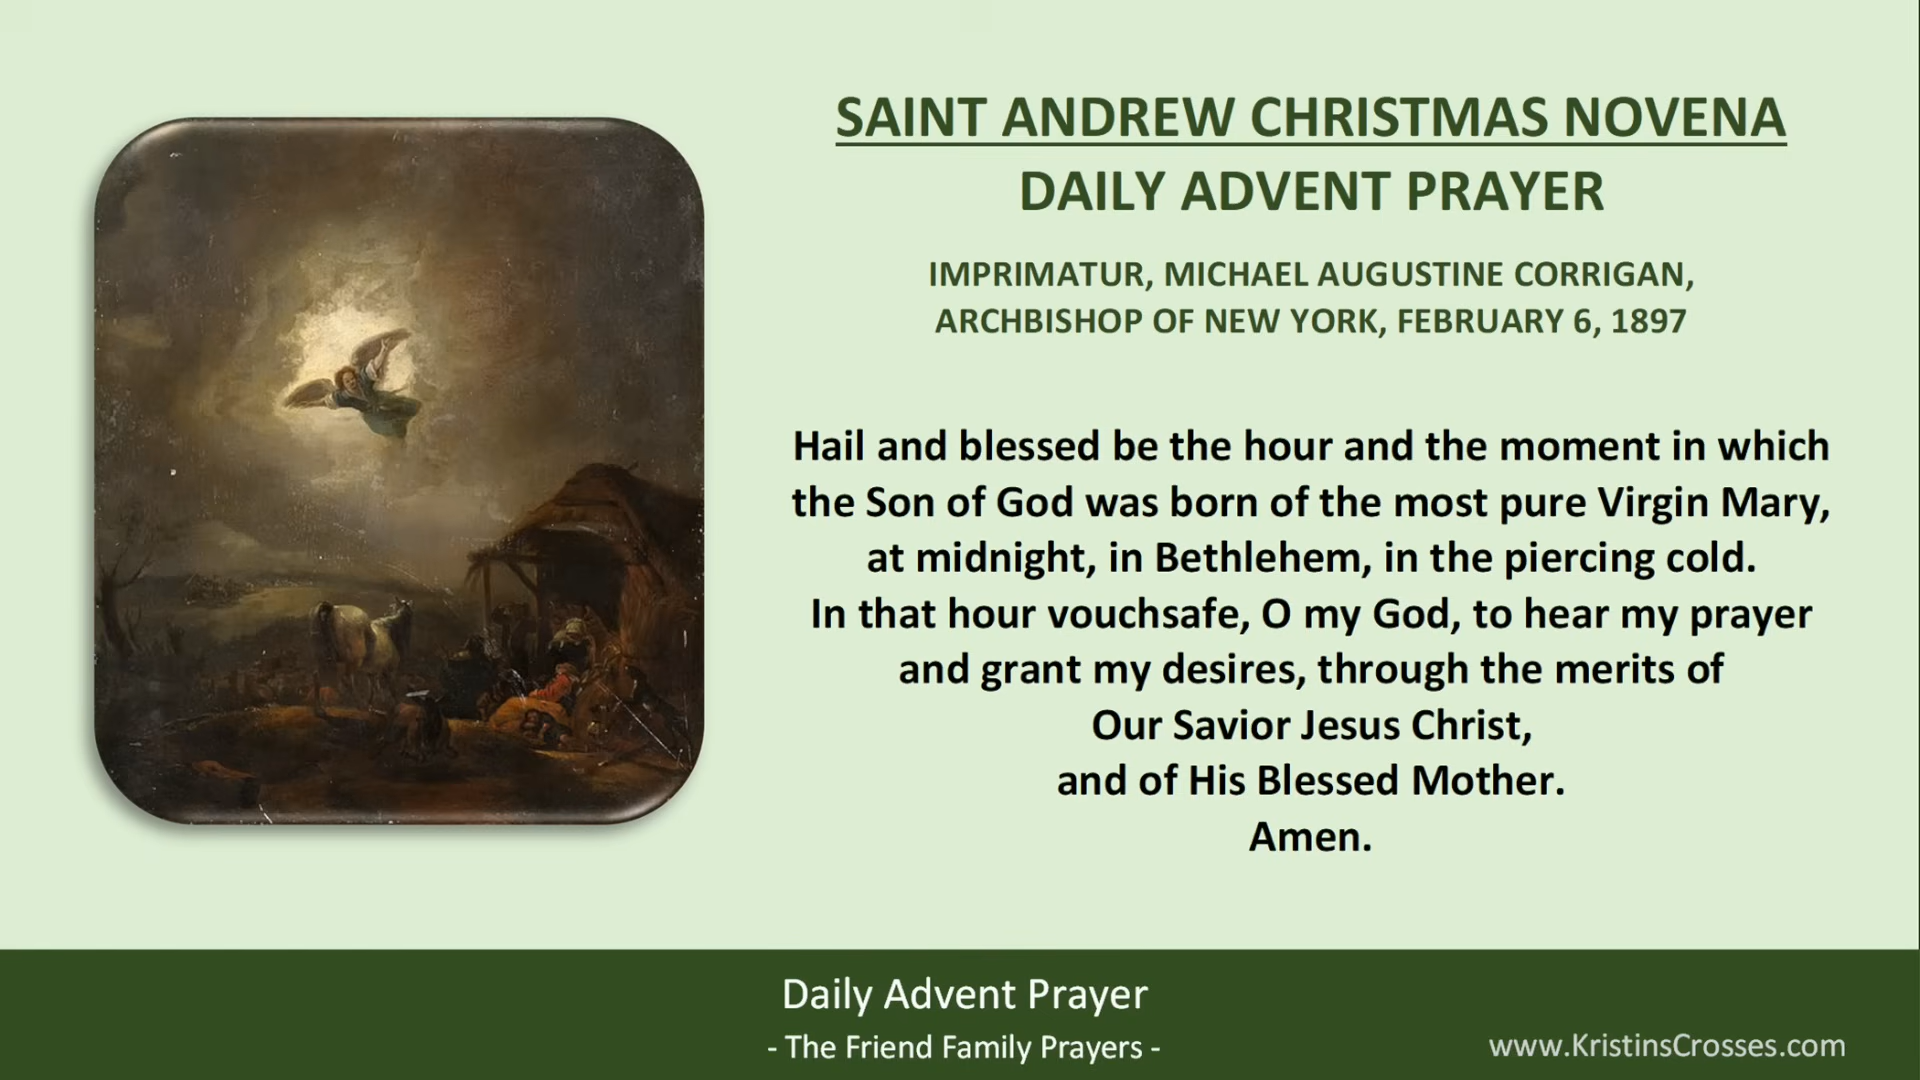 SAINT ANDREW CHRISTMAS NOVENA
DAILY ADVENT PRAYER
IMPRIMATUR, MICHAEL AUGUSTINE CORRIGAN,
ARCHBISHOP OF NEW YORK, FEBRUARY 6, 1897
Hail and blessed be the hour and the moment in which
the Son of God was born of the most pure Virgin Mary,
at midnight, in Bethlehem, in the piercing cold.
In that hour vouchsafe, O my God, to hear my prayer
and grant my desires, through the merits of
Our Savior Jesus Christ,
and of His Blessed Mother.
Amen.
Daily Advent Prayer
- The Friend Family Prayers -
www.KristinsCrosses.com